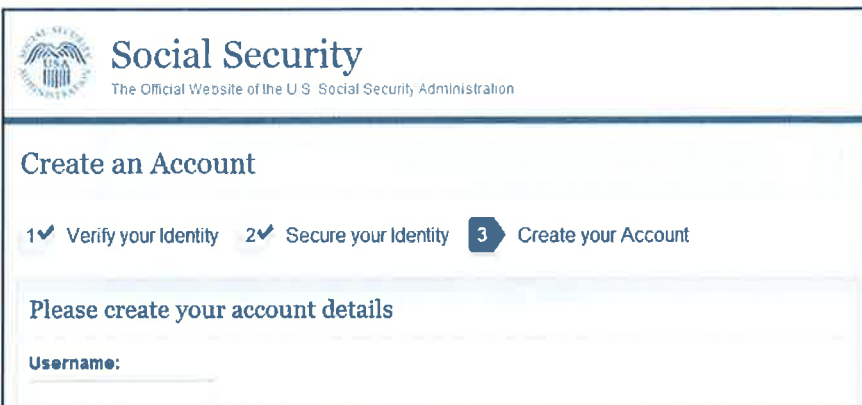 Social Security
The Official Website of the U.S. Social Security Administration
Create an Account
1✔ Verify your Identity 2✔ Secure your Identity 3 Create your Account
Please create your account details
Username:
USA